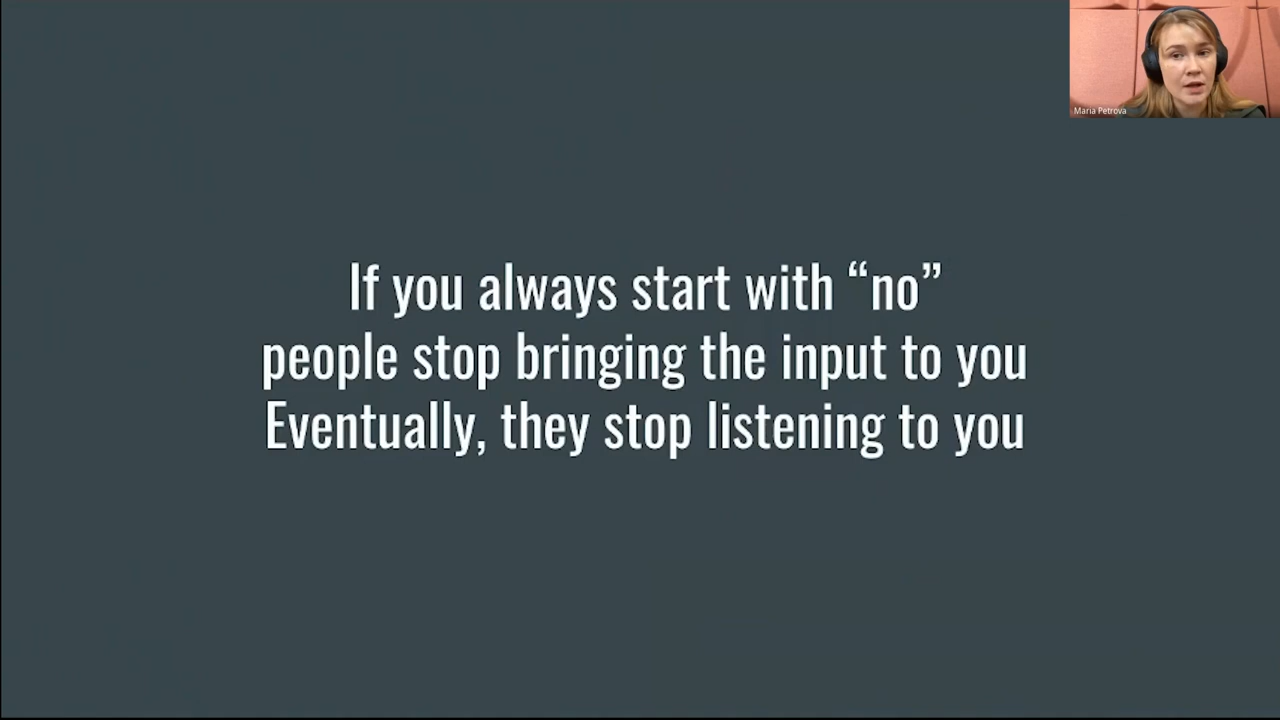 Maria Petrova
If you always start with “no”
people stop bringing the input to you
Eventually, they stop listening to you